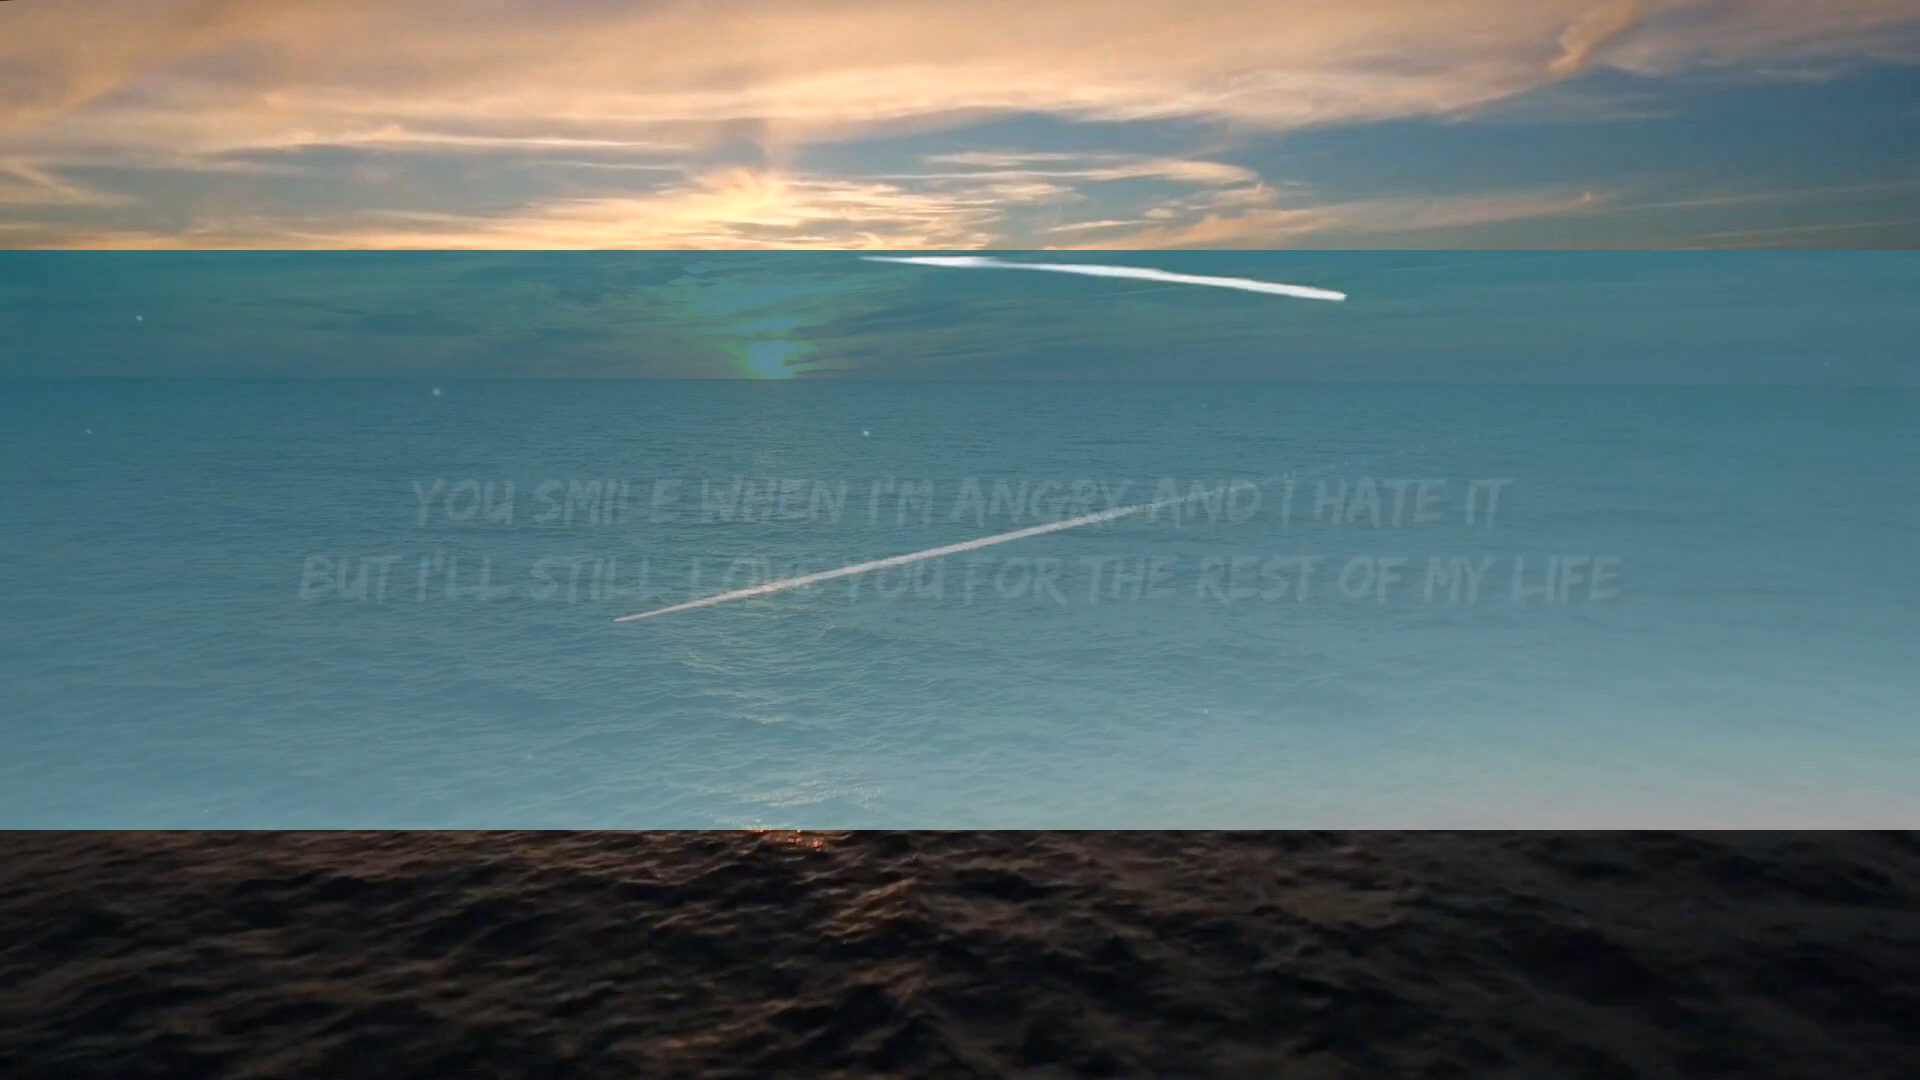 YOU SMILE WHEN I'M ANGRY AND I HATE IT
BUT I'LL STILL LOVE YOU FOR THE REST OF MY LIFE